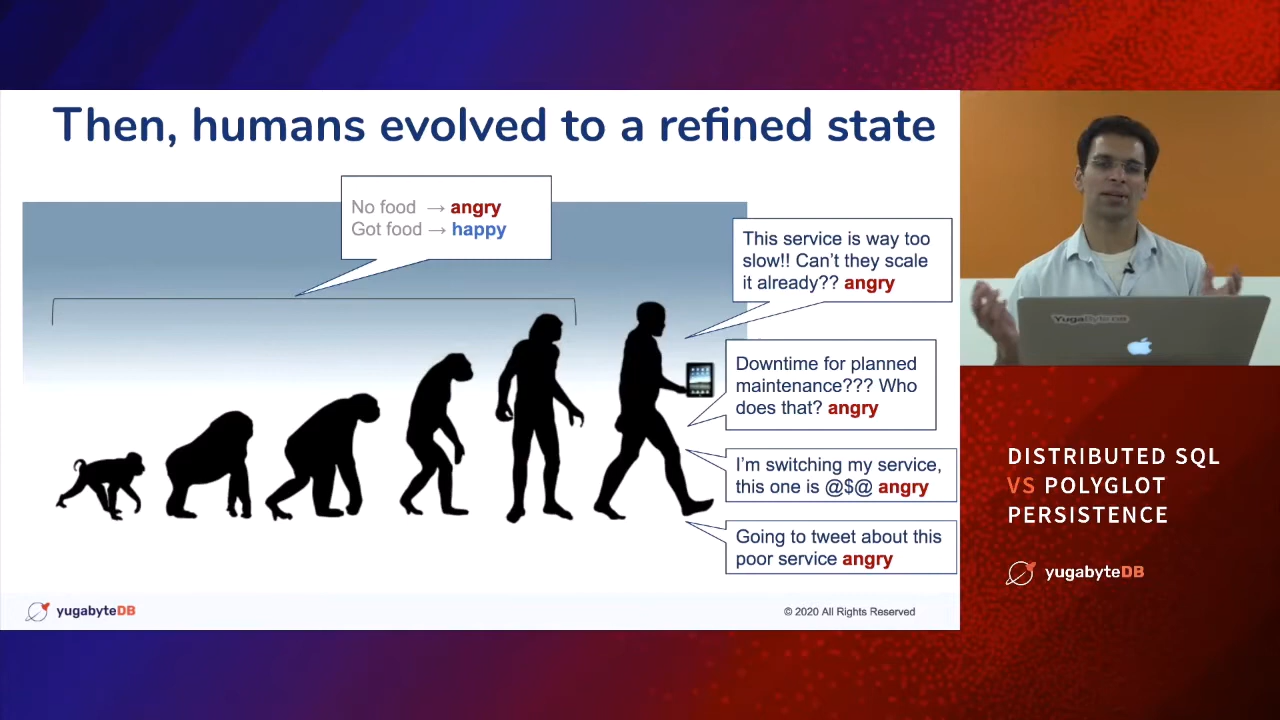 Then, humans evolved to a refined state
No food → angry
Got food → happy
This service is way too
slow!! Can't they scale
it already?? angry
Downtime for planned
maintenance??? Who
does that? angry
I'm switching my service,
this one is @$@ angry
Going to tweet about this
poor service angry
yugabyteDB
© 2020 All Rights Reserved
YugaByteDB
DISTRIBUTED SQL
VS POLYGLOT
PERSISTENCE
yugabyteDB